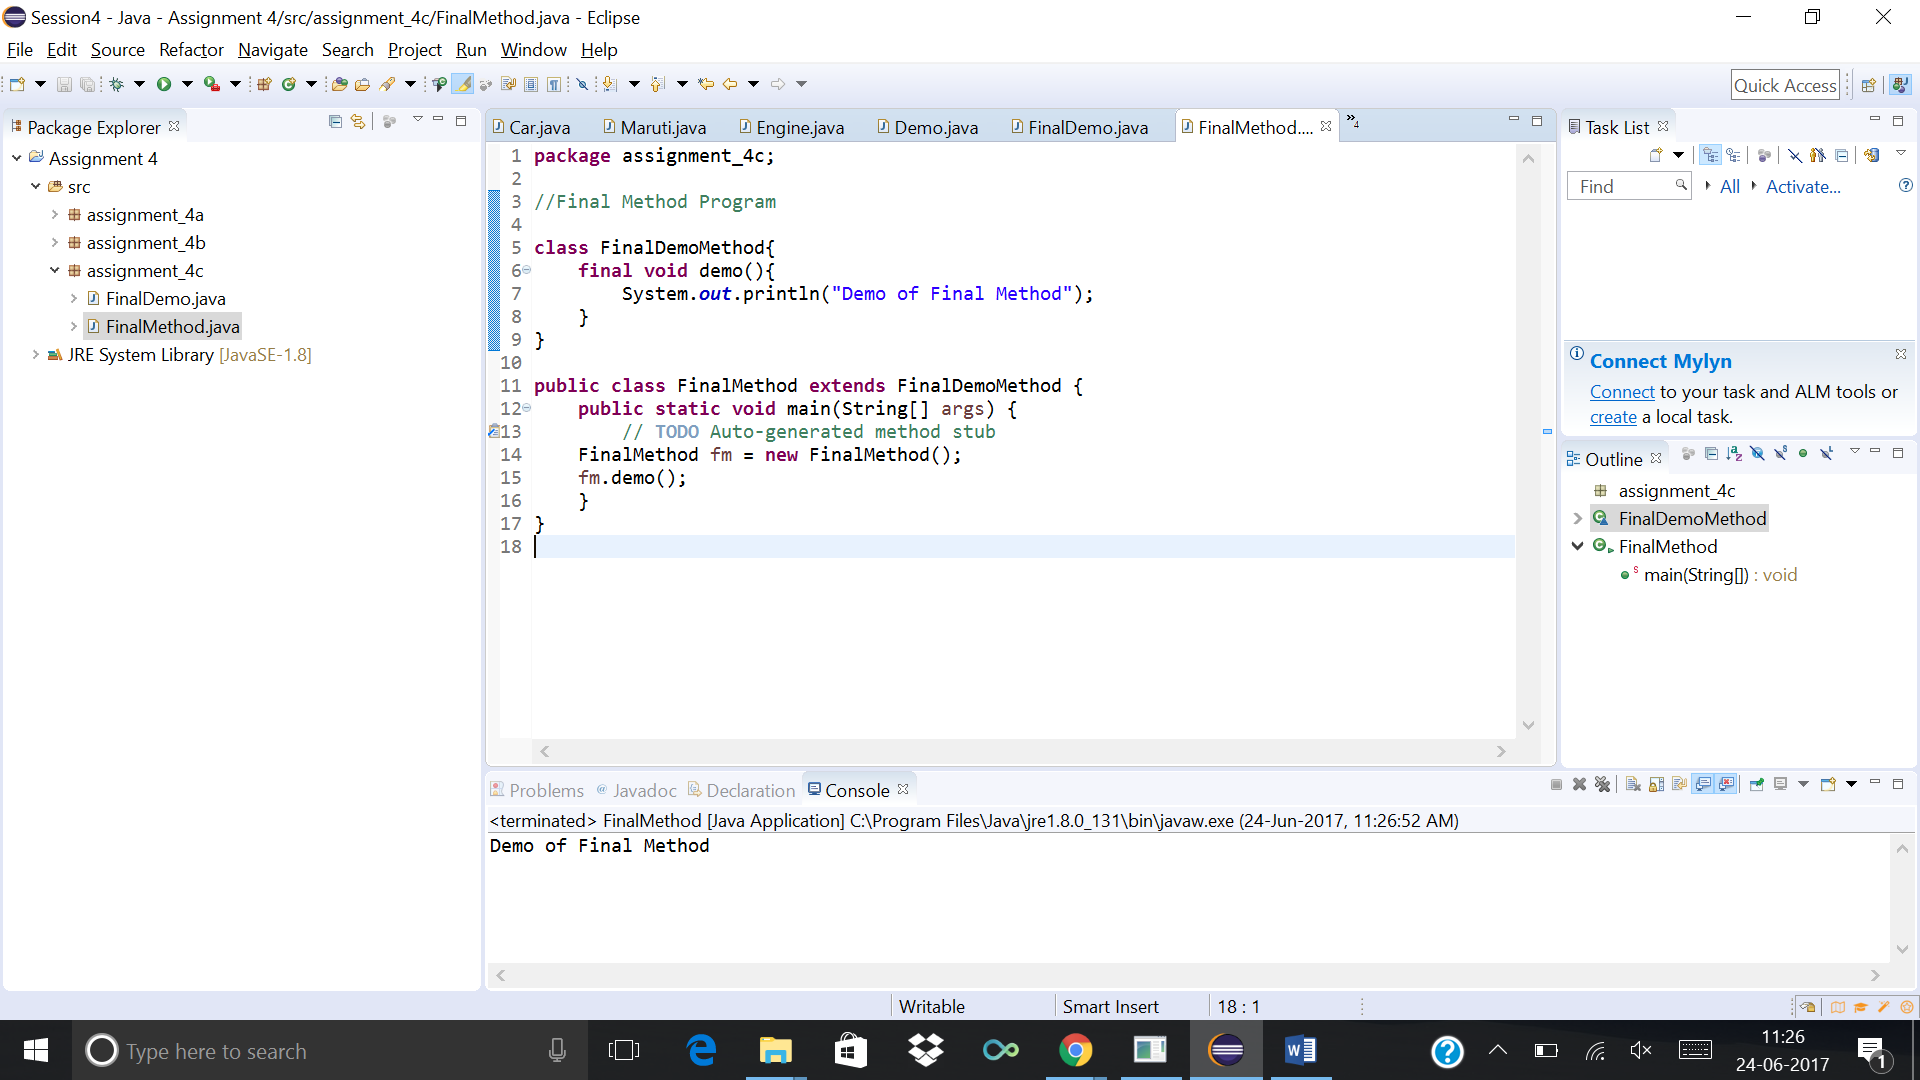 Session4 - Java - Assignment 4/src/assignment_4c/FinalMethod.java - Eclipse
File Edit Source Refactor Navigate Search Project Run Window Help
Quick Access
Package Explorer
Assignment 4
src
assignment_4a
assignment_4b
assignment_4c
FinalDemo.java
FinalMethod.java
JRE System Library [JavaSE-1.8]
Car.java Maruti.java Engine.java Demo.java FinalDemo.java FinalMethod.... »4
1 package assignment_4c;
2
3 //Final Method Program
4
5 class FinalDemoMethod{
6 final void demo(){
7 System.out.println("Demo of Final Method");
8 }
9 }
10
11 public class FinalMethod extends FinalDemoMethod {
12 public static void main(String[] args) {
13 // TODO Auto-generated method stub
14 FinalMethod fm = new FinalMethod();
15 fm.demo();
16 }
17 }
18
Task List
Find All Activate...
Connect Mylyn
Connect to your task and ALM tools or
create a local task.
Outline
assignment_4c
FinalDemoMethod
FinalMethod
main(String[]) : void
Problems Javadoc Declaration Console
<terminated> FinalMethod [Java Application] C:\Program Files\Java\jre1.8.0_131\bin\javaw.exe (24-Jun-2017, 11:26:52 AM)
Demo of Final Method
Writable Smart Insert 18 : 1
Type here to search
11:26
24-06-2017
1